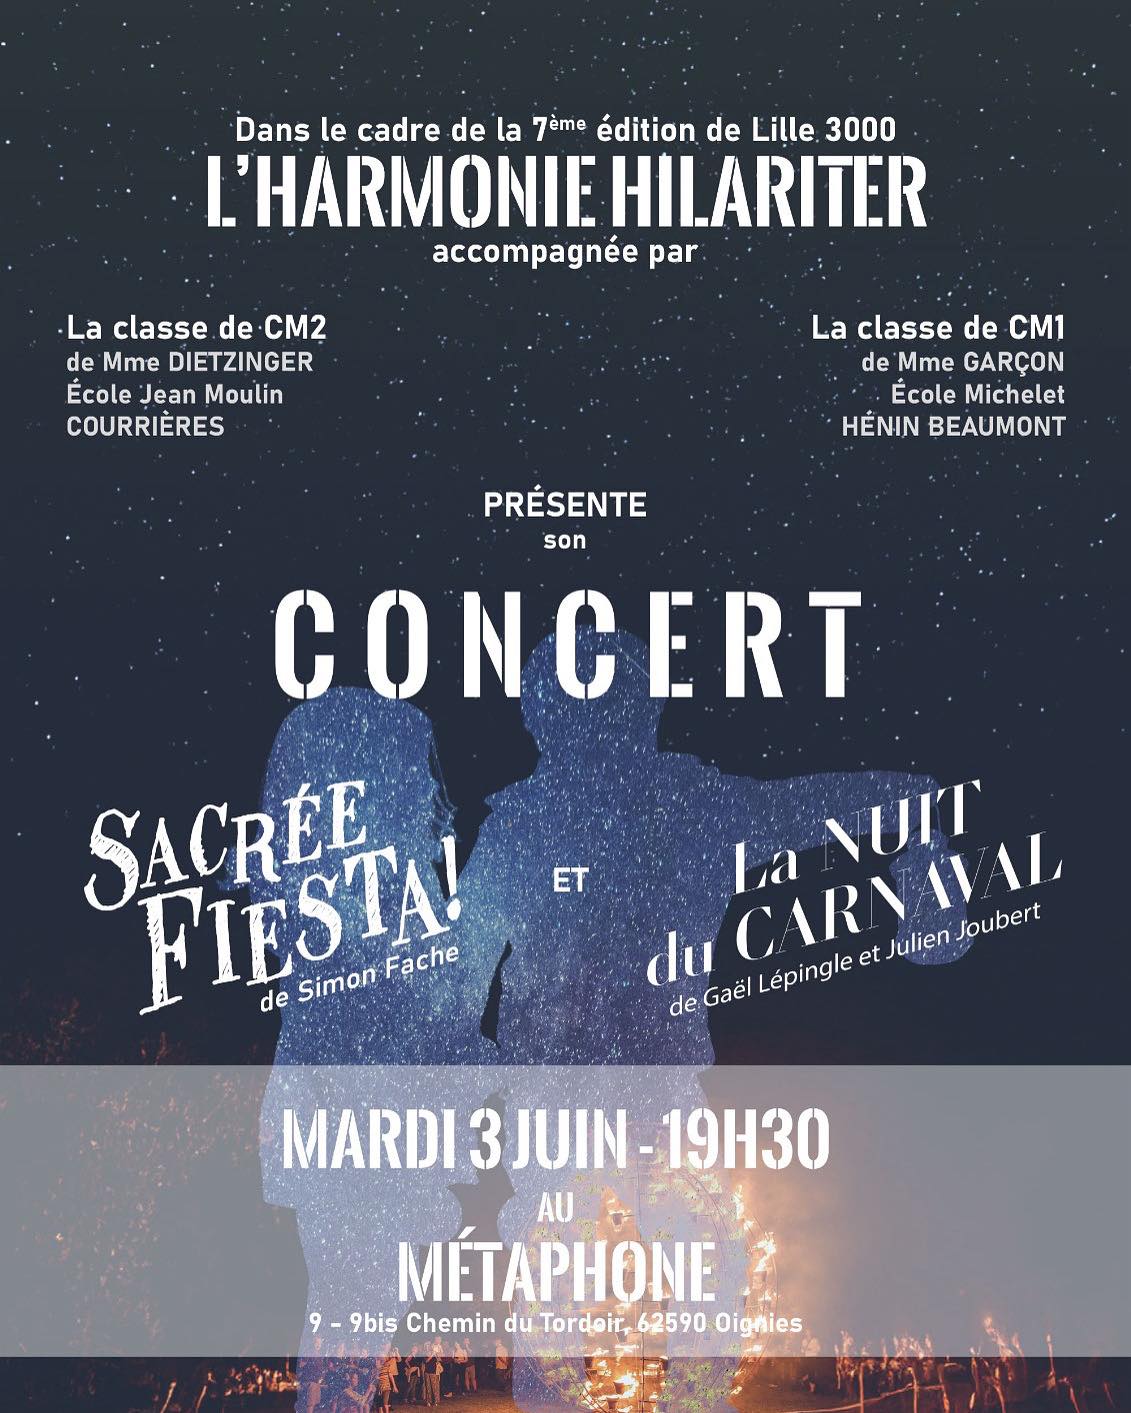 Dans le cadre de la 7ème édition de Lille 3000
L'HARMONIE HILARITER
accompagnée par
La classe de CM2
de Mme DIETZINGER
École Jean Moulin
COURRIÈRES
La classe de CM1
de Mme GARÇON
École Michelet
HÉNIN BEAUMONT
PRÉSENTE
son
CONCERT
SACRÉE
FIESTA!
de Simon Fache
ET
La NUIT
du CARNAVAL
de Gaël Lépingle et Julien Joubert
MARDI 3 JUIN - 19H30
AU
MÉTAPHONE
9 - 9bis Chemin du Tordoir, 62590 Oignies